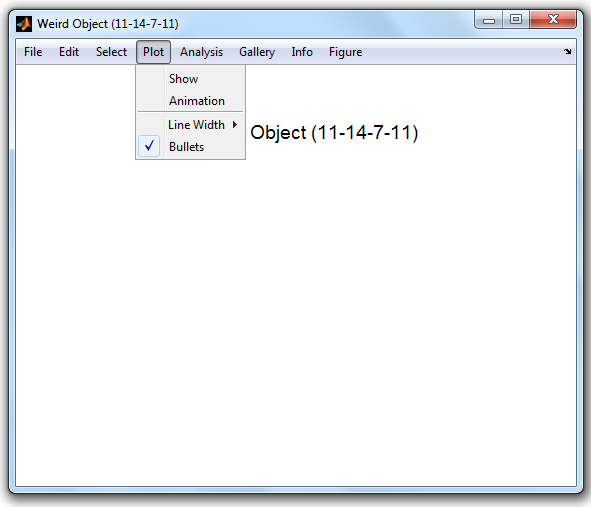 Weird Object (11-14-7-11)
File Edit Select Plot Analysis Gallery Info Figure
Show
Animation
Line Width
Bullets
Object (11-14-7-11)